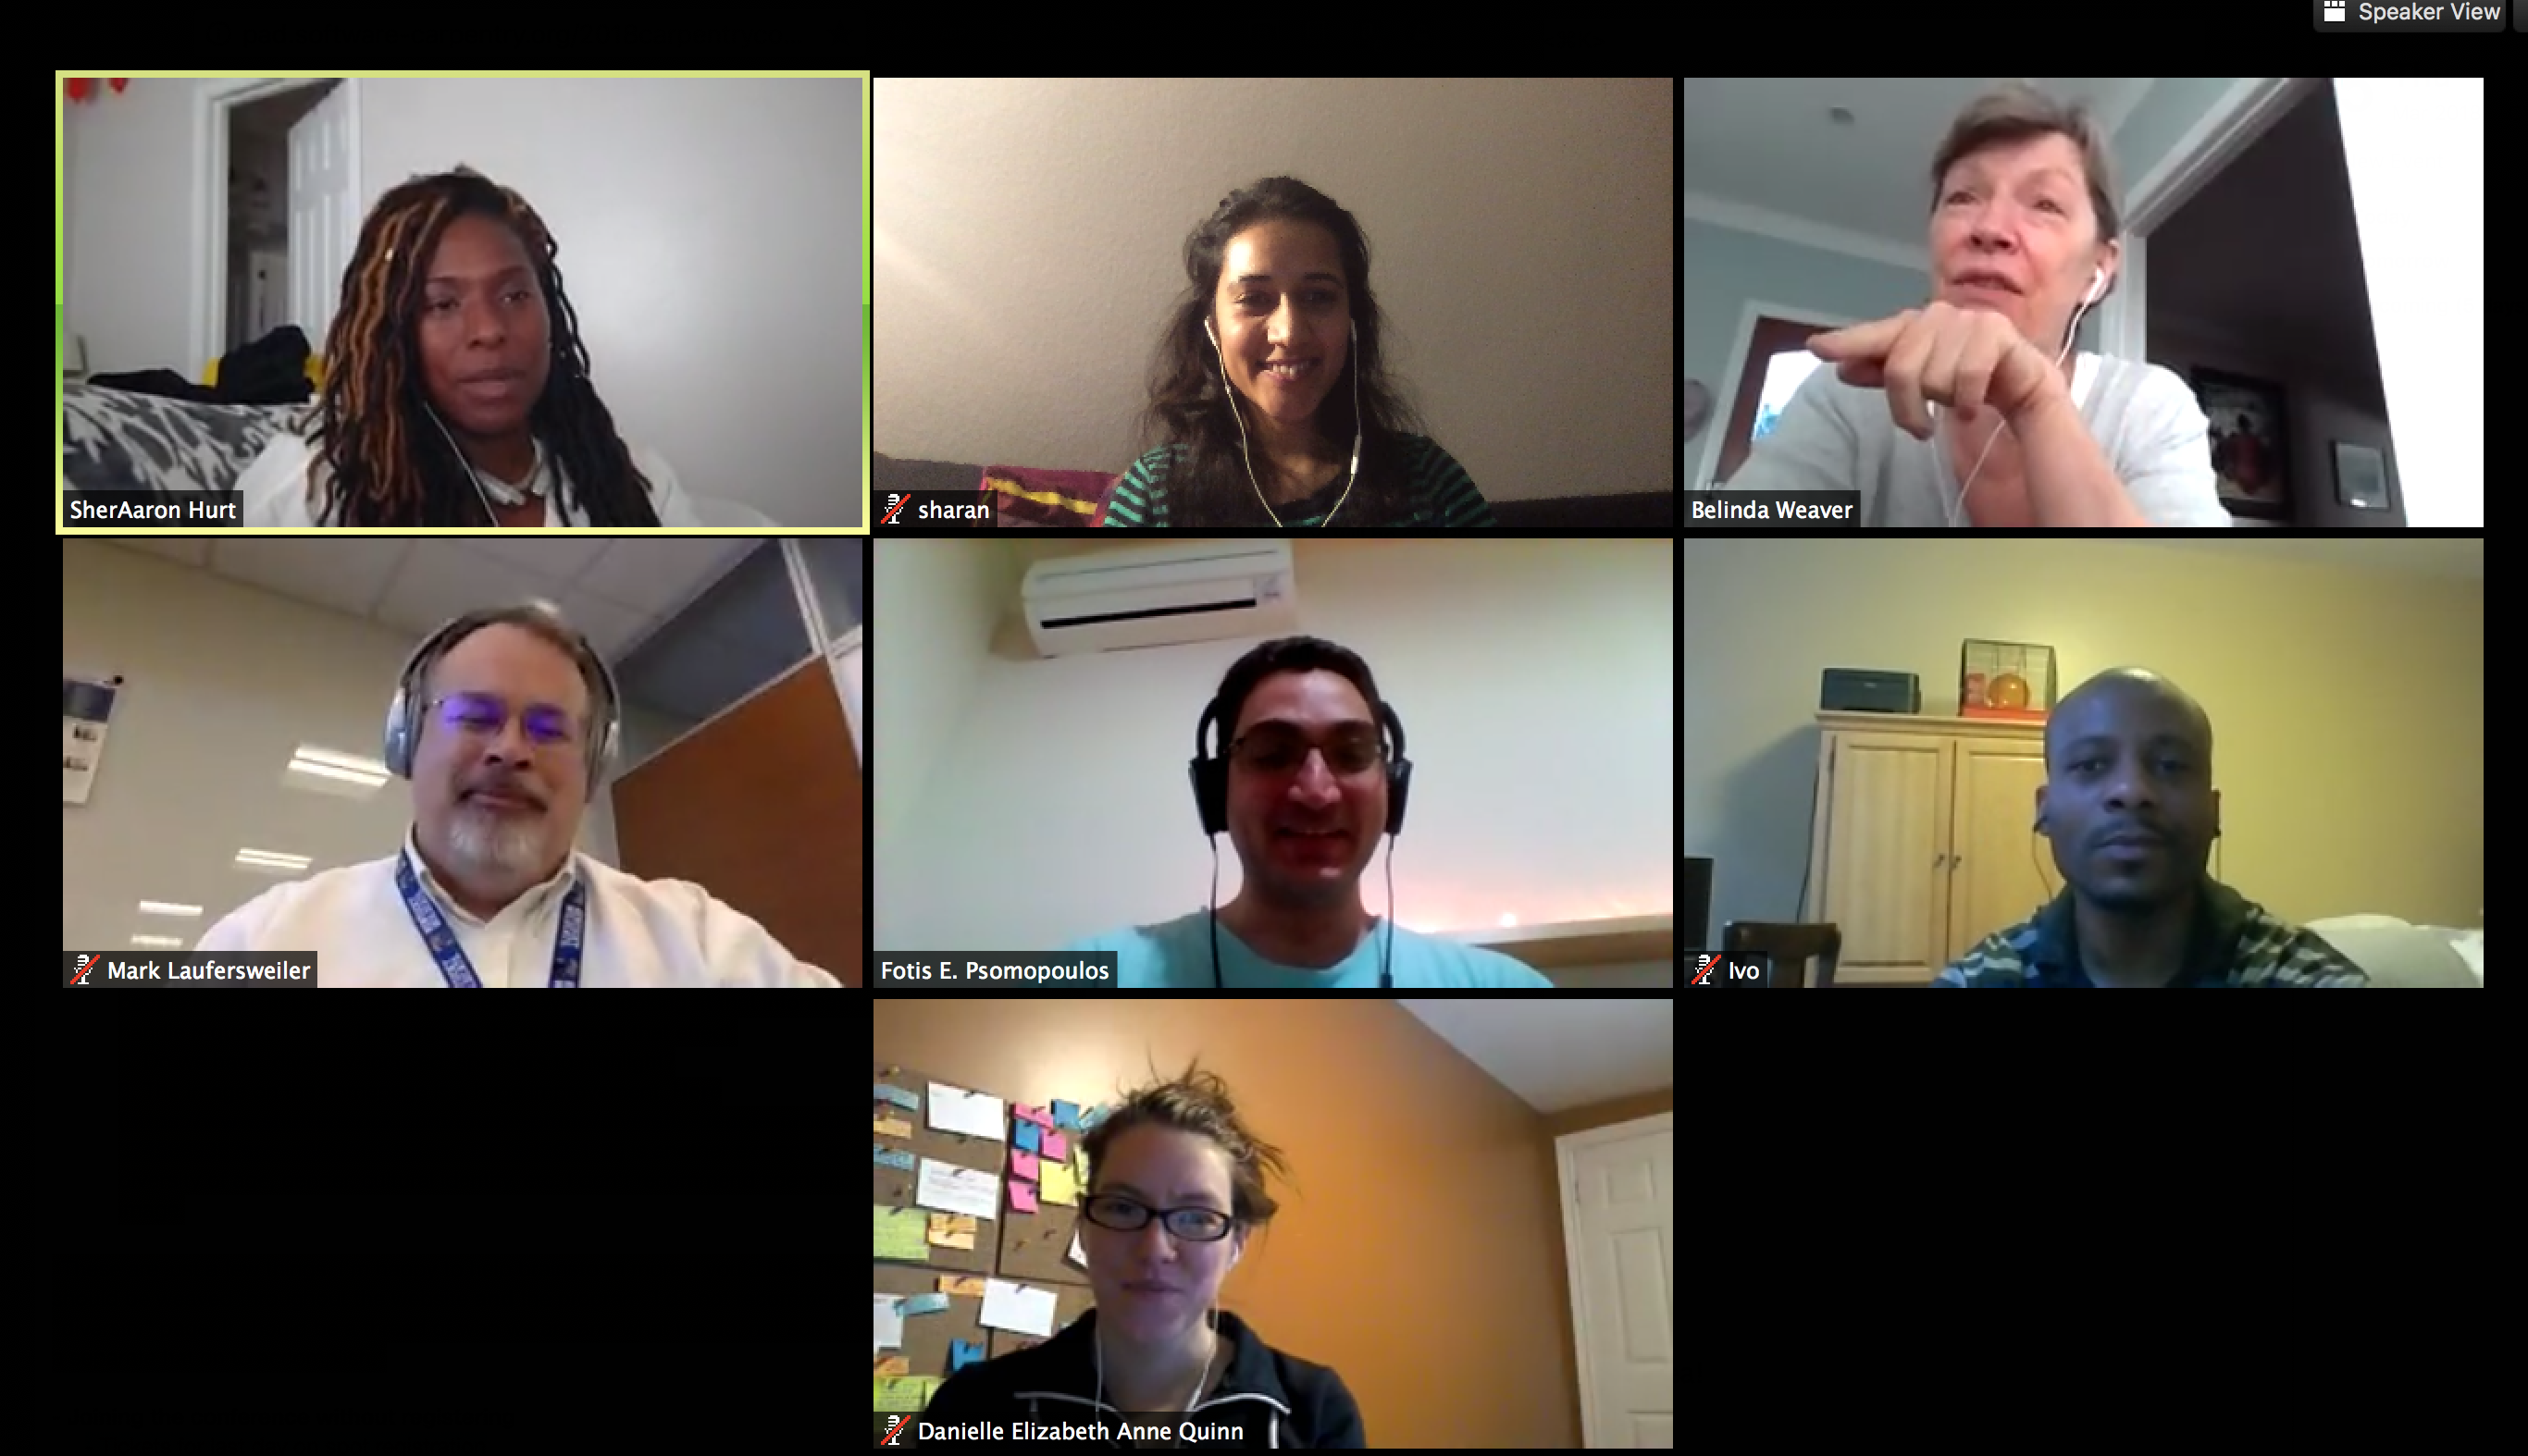 Speaker View
SherAaron Hurt
sharan
Belinda Weaver
Mark Laufersweiler
Fotis E. Psomopoulos
Ivo
Danielle Elizabeth Anne Quinn